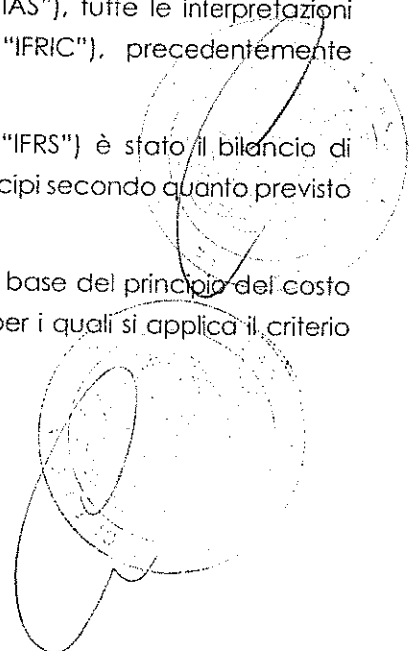 IAS"), tutte le interpretazioni
"IFRIC"), precedentemente
"IFRS") è stato il bilancio di
cipi secondo quanto previsto
base del principio del costo
per i quali si applica il criterio